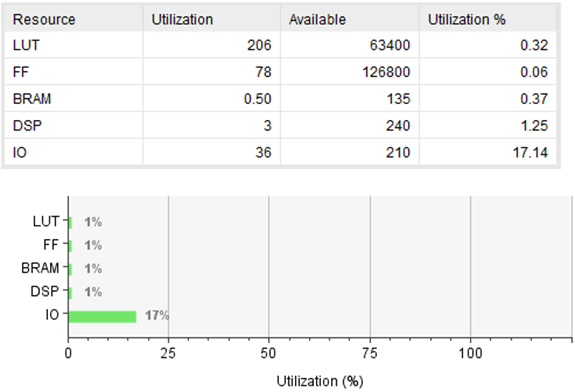 Resource Utilization Available Utilization %
LUT 206 63400 0.32
FF 78 126800 0.06
BRAM 0.50 135 0.37
DSP 3 240 1.25
IO 36 210 17.14
LUT 1%
FF 1%
BRAM 1%
DSP 1%
IO 17%
0 25 50 75 100
Utilization (%)